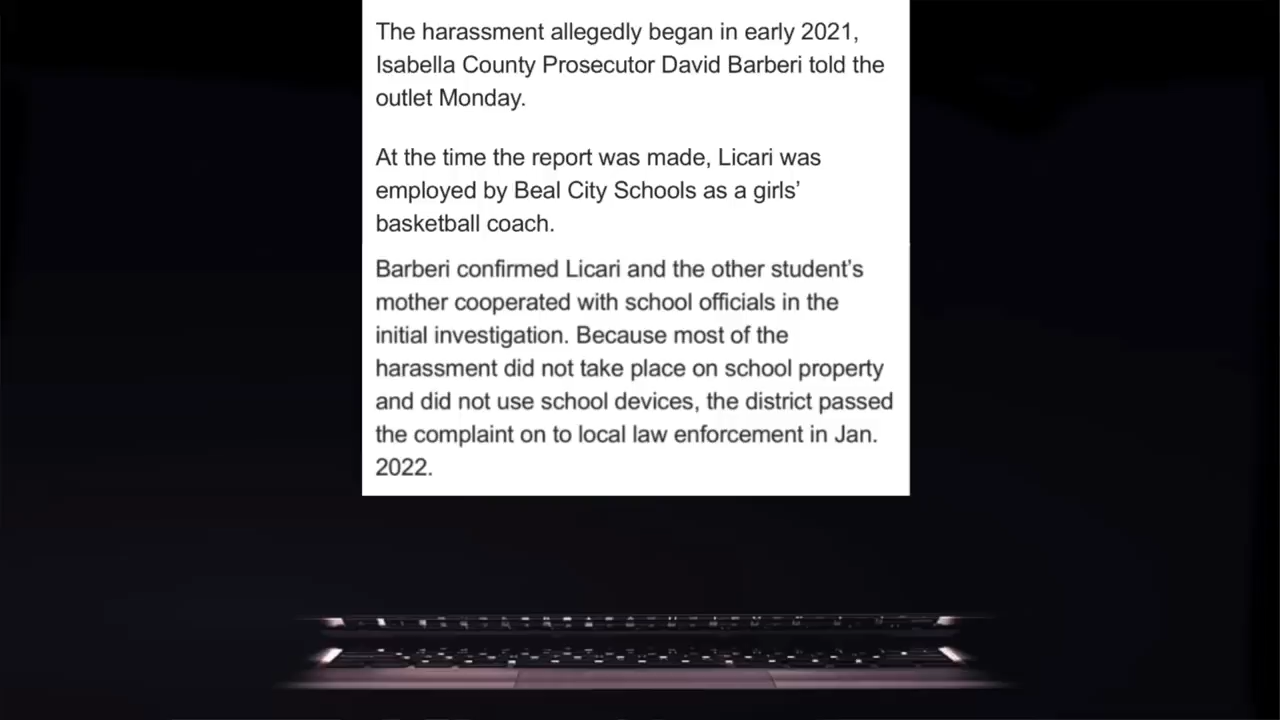 The harassment allegedly began in early 2021,
Isabella County Prosecutor David Barberi told the
outlet Monday.
At the time the report was made, Licari was
employed by Beal City Schools as a girls’
basketball coach.
Barberi confirmed Licari and the other student’s
mother cooperated with school officials in the
initial investigation. Because most of the
harassment did not take place on school property
and did not use school devices, the district passed
the complaint on to local law enforcement in Jan.
2022.